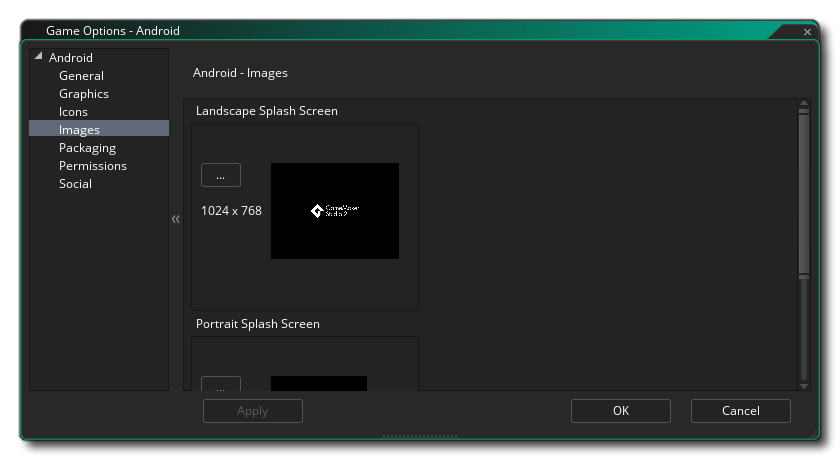 Game Options - Android
Android
General
Graphics
Icons
Images
Packaging
Permissions
Social
Android - Images
Landscape Splash Screen
...
1024 x 768
GameMaker
Studio 2
Portrait Splash Screen
...
Apply
OK
Cancel